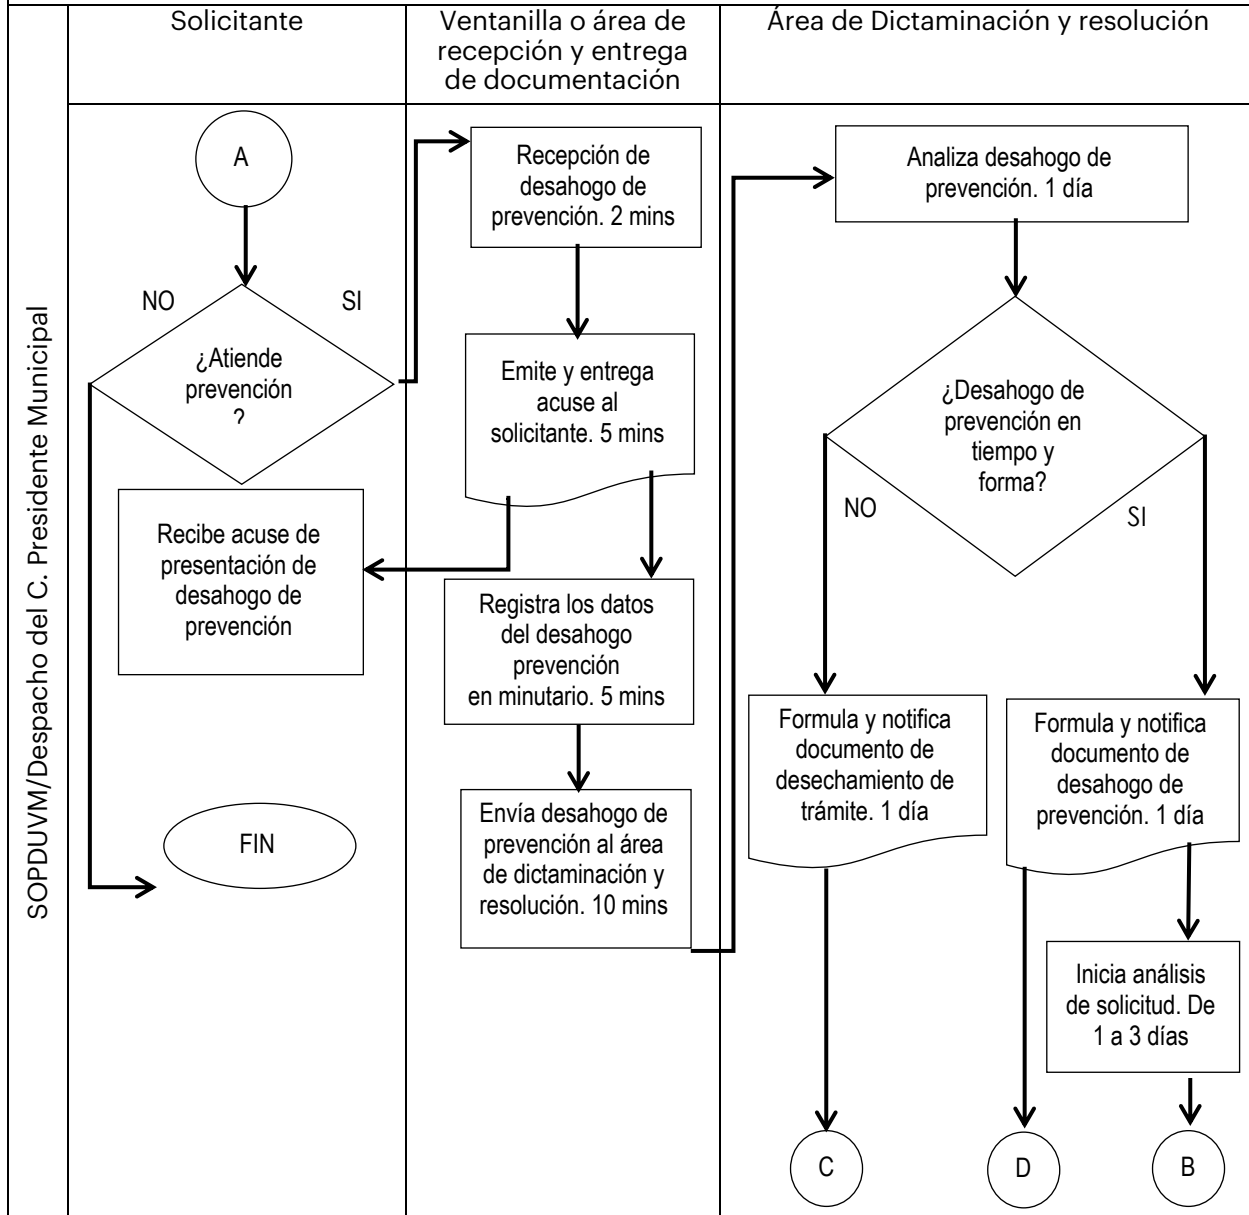 Solicitante
Ventanilla o área de
recepción y entrega
de documentación
Área de Dictaminación y resolución
SOPDUVM/Despacho del C. Presidente Municipal
A
NO
SI
¿Atiende
prevención
?
Recibe acuse de
presentación de
desahogo de
prevención
FIN
Recepción de
desahogo de
prevención. 2 mins
Emite y entrega
acuse al
solicitante. 5 mins
Registra los datos
del desahogo
prevención
en minutario. 5 mins
Envía desahogo de
prevención al área
de dictaminación y
resolución. 10 mins
Analiza desahogo de
prevención. 1 día
¿Desahogo de
prevención en
tiempo y
forma?
NO
SI
Formula y notifica
documento de
desechamiento de
trámite. 1 día
Formula y notifica
documento de
desahogo de
prevención. 1 día
Inicia análisis
de solicitud. De
1 a 3 días
C
D
B